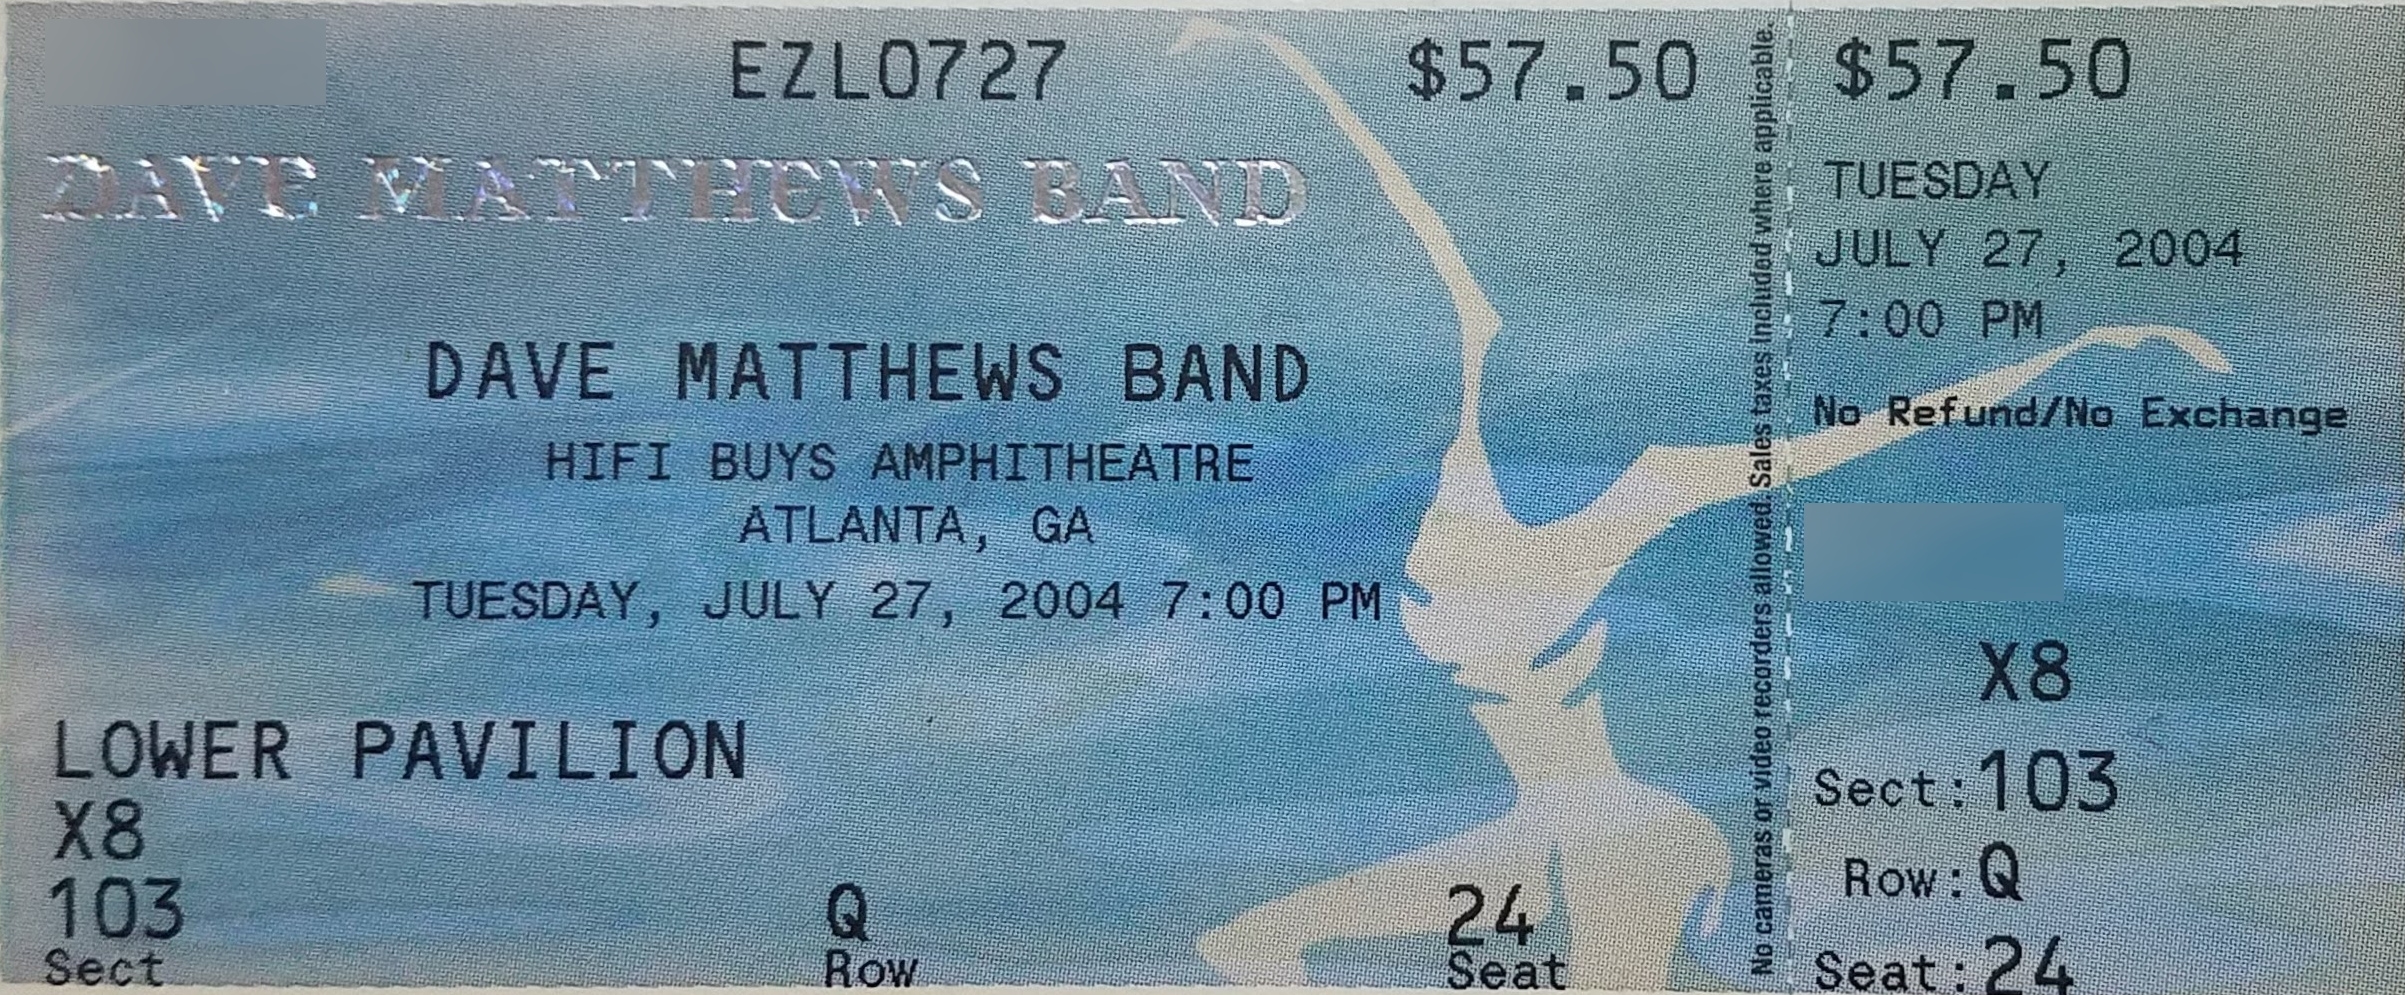 EZL0727 $57.50
DAVE MATTHEWS BAND
DAVE MATTHEWS BAND
HIFI BUYS AMPHITHEATRE
ATLANTA, GA
TUESDAY, JULY 27, 2004 7:00 PM
LOWER PAVILION
X8
103 Q 24
Sect Row Seat
No cameras or video recorders allowed. Sales taxes included where applicable.
$57.50
TUESDAY
JULY 27, 2004
7:00 PM
No Refund/No Exchange
X8
Sect:103
Row:Q
Seat:24